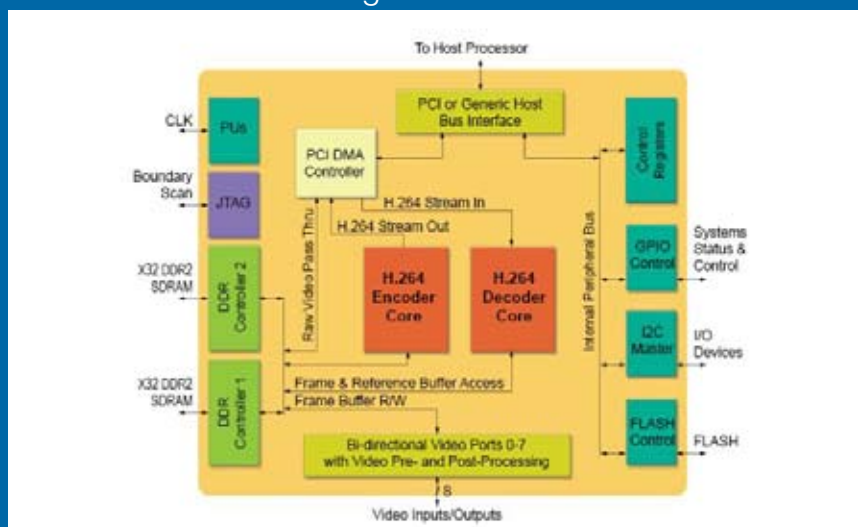 To Host Processor
PCI or Generic Host
Bus Interface
CLK
PUs
PCI DMA
Controller
Control
Registers
Boundary
Scan
JTAG
H.264 Stream In
H.264 Stream Out
Raw Video Pass Thru
Internal Peripheral Bus
GPIO
Control
Systems
Status &
Control
X32 DDR2
SDRAM
DDR
Controller 2
H.264
Encoder
Core
H.264
Decoder
Core
I2C
Master
I/O
Devices
X32 DDR2
SDRAM
DDR
Controller 1
Frame & Reference Buffer Access
Frame Buffer R/W
FLASH
Control
FLASH
Bi-directional Video Ports 0-7
with Video Pre- and Post-Processing
Video Inputs/Outputs